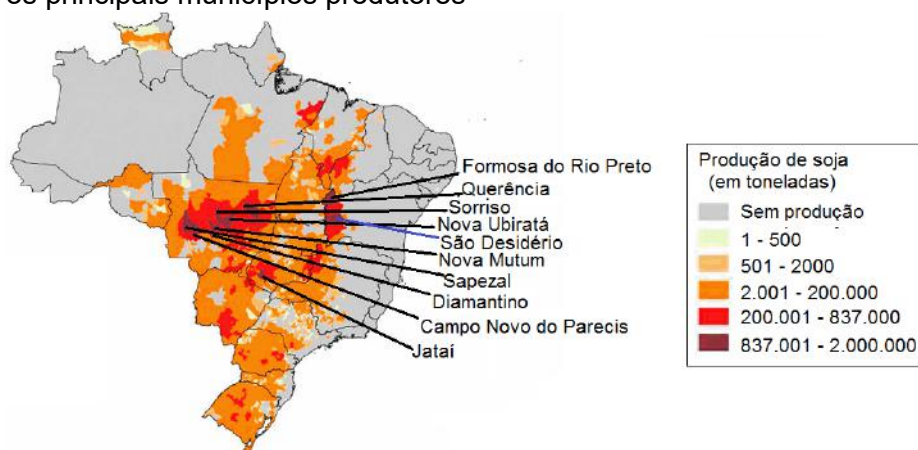 os principais municípios produtores
Formosa do Rio Preto
Querência
Sorriso
Nova Ubiratã
São Desidério
Nova Mutum
Sapezal
Diamantino
Campo Novo do Parecis
Jataí
Produção de soja
(em toneladas)
Sem produção
1 - 500
501 - 2000
2.001 - 200.000
200.001 - 837.000
837.001 - 2.000.000